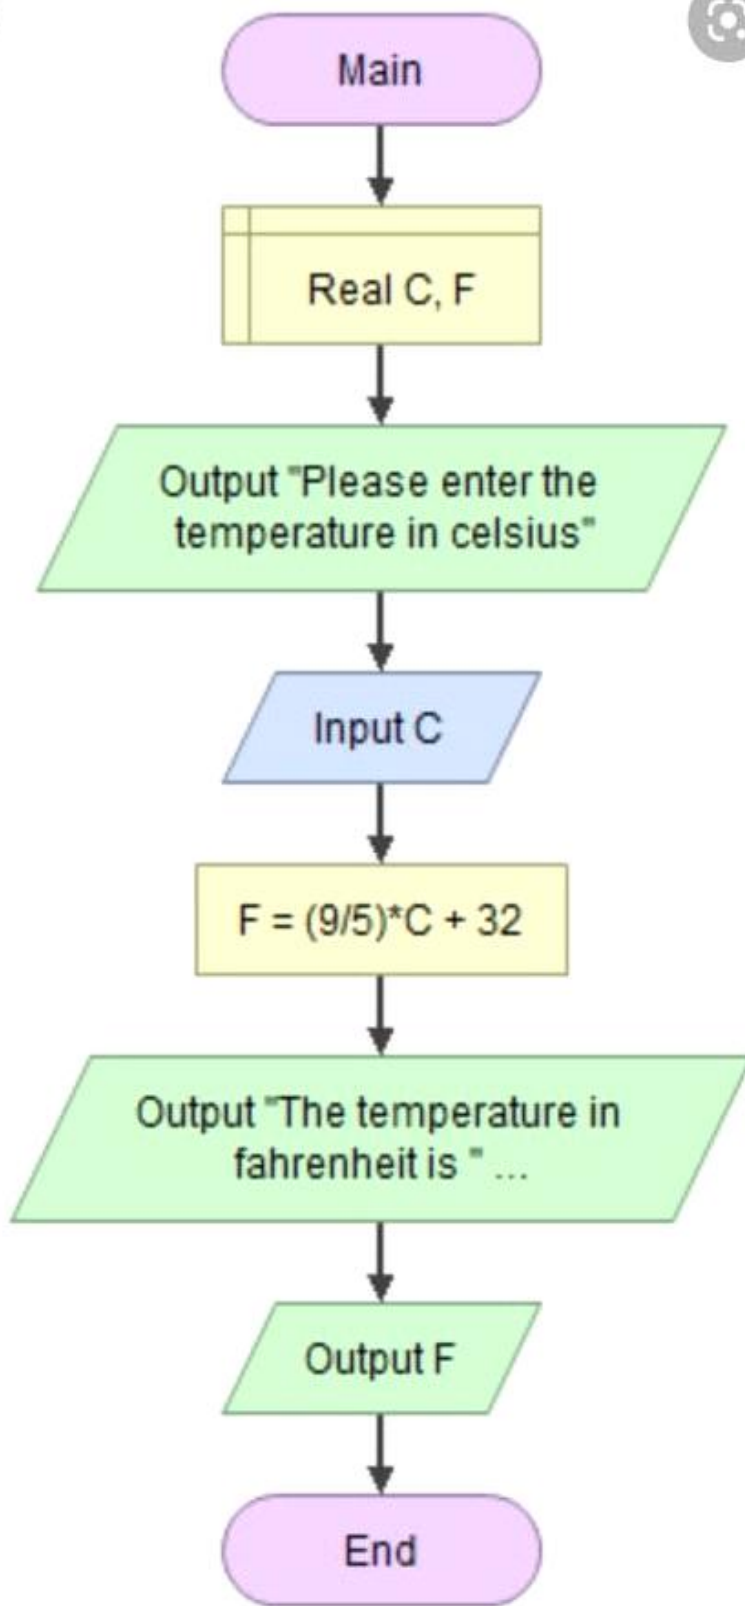 Main
Real C, F
Output "Please enter the
temperature in celsius"
Input C
F = (9/5)*C + 32
Output "The temperature in
fahrenheit is " ...
Output F
End